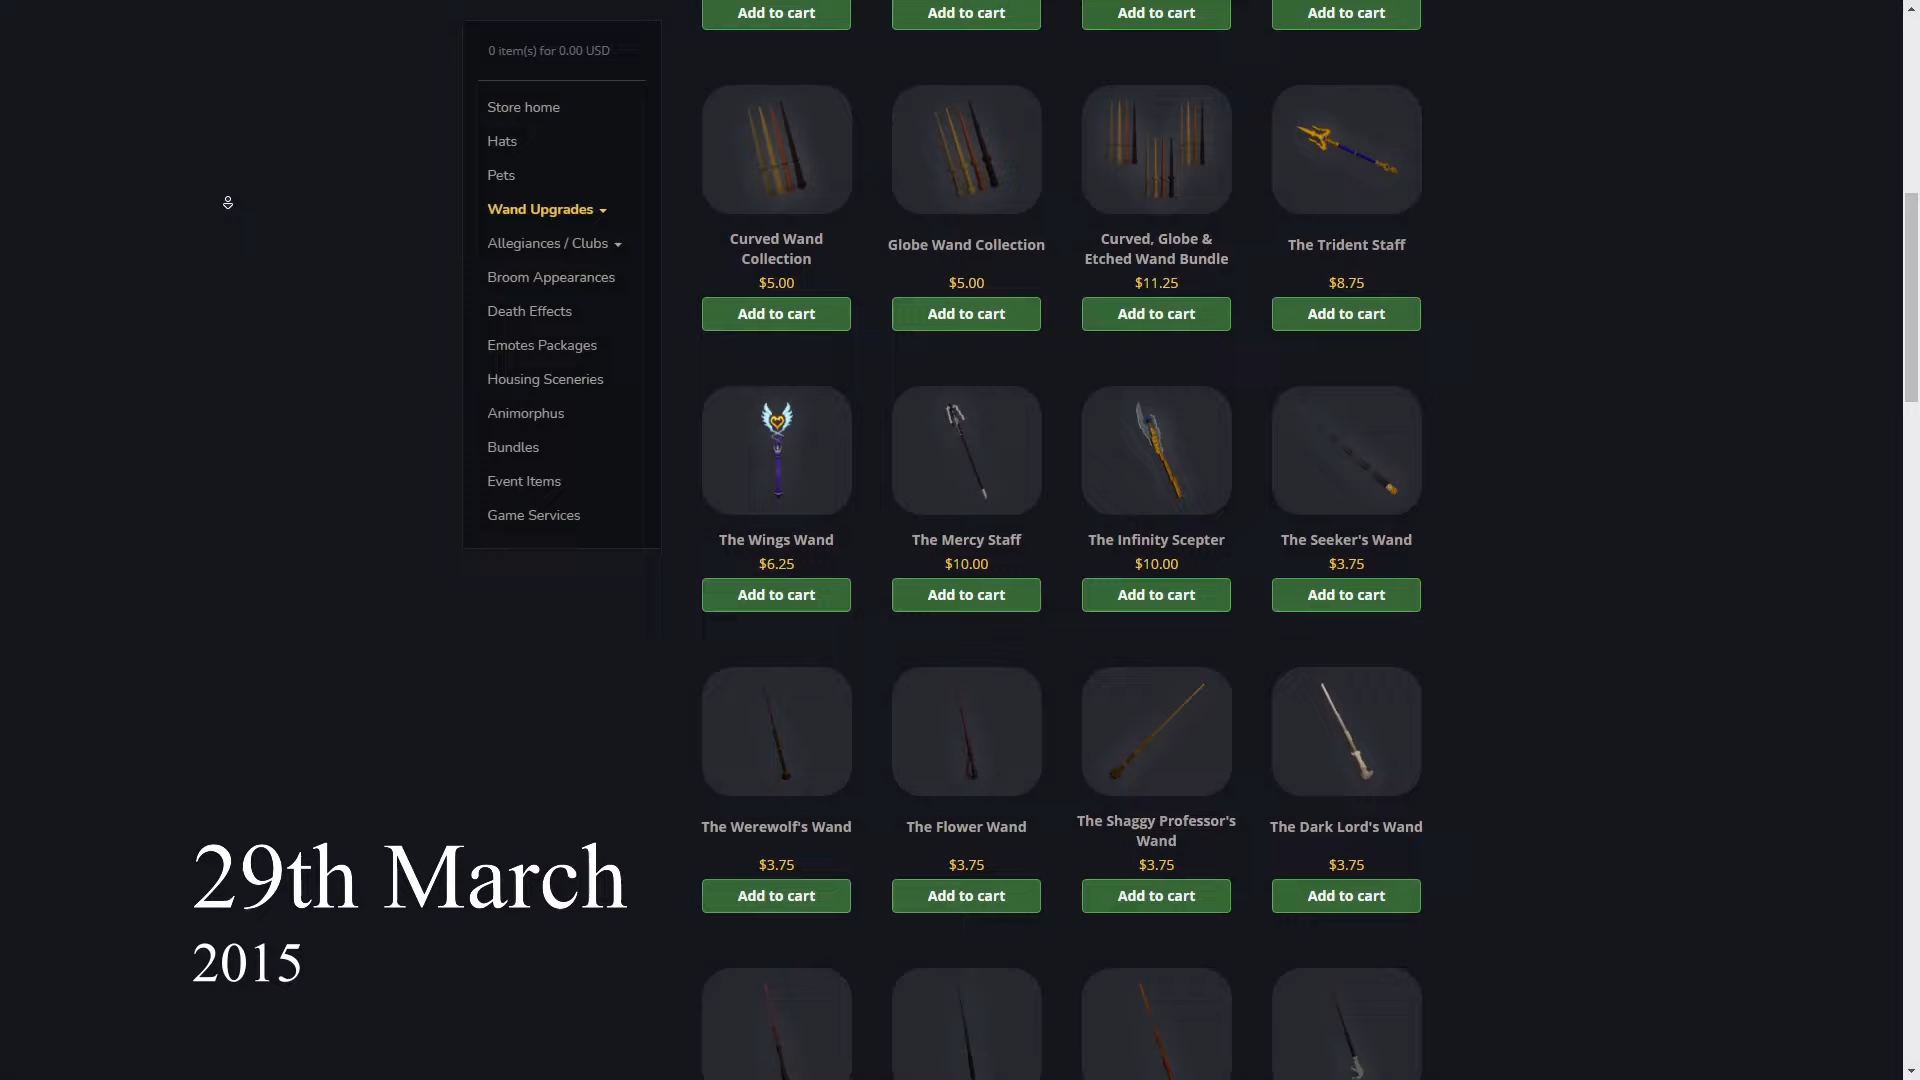 Add to cart
Add to cart
Add to cart
Add to cart
0 item(s) for 0.00 USD
Store home
Hats
Pets
Wand Upgrades
Allegiances / Clubs
Broom Appearances
Death Effects
Emotes Packages
Housing Sceneries
Animorphus
Bundles
Event Items
Game Services
Curved Wand
Collection
$5.00
Add to cart
Globe Wand Collection
$5.00
Add to cart
Curved, Globe &
Etched Wand Bundle
$11.25
Add to cart
The Trident Staff
$8.75
Add to cart
The Wings Wand
$6.25
Add to cart
The Mercy Staff
$10.00
Add to cart
The Infinity Scepter
$10.00
Add to cart
The Seeker's Wand
$3.75
Add to cart
The Werewolf's Wand
$3.75
Add to cart
The Flower Wand
$3.75
Add to cart
The Shaggy Professor's
Wand
$3.75
Add to cart
The Dark Lord's Wand
$3.75
Add to cart
29th March
2015